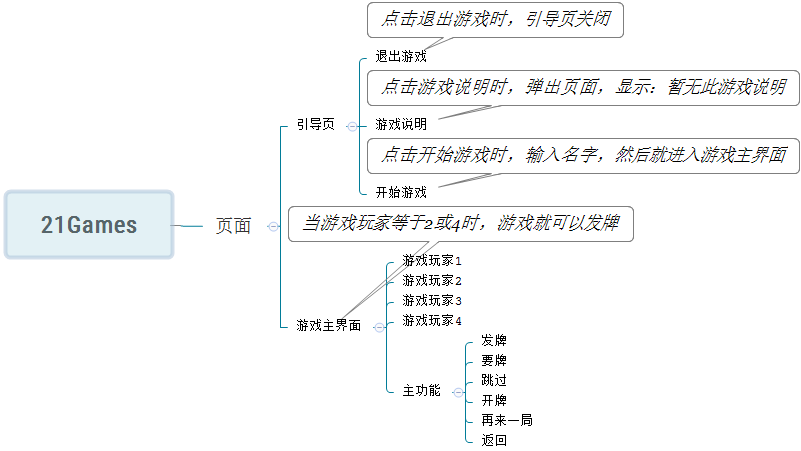 点击退出游戏时，引导页关闭
退出游戏
点击游戏说明时，弹出页面，显示：暂无此游戏说明
引导页
游戏说明
点击开始游戏时，输入名字，然后就进入游戏主界面
开始游戏
21Games
页面
当游戏玩家等于2或4时，游戏就可以发牌
游戏玩家1
游戏玩家2
游戏玩家3
游戏主界面
游戏玩家4
发牌
要牌
跳过
主功能
开牌
再来一局
返回